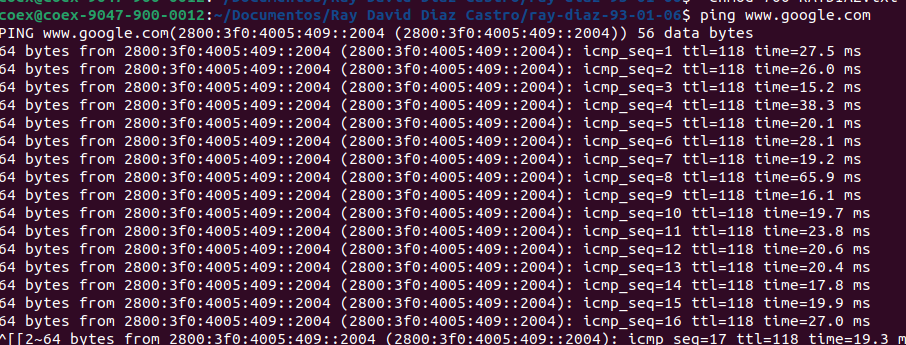 coex@coex-9047-900-0012:~/Documentos/Ray David Diaz Castro/ray-diaz-93-01-06$
coex@coex-9047-900-0012:~/Documentos/Ray David Diaz Castro/ray-diaz-93-01-06$ ping www.google.com
PING www.google.com(2800:3f0:4005:409::2004 (2800:3f0:4005:409::2004)) 56 data bytes
64 bytes from 2800:3f0:4005:409::2004 (2800:3f0:4005:409::2004): icmp_seq=1 ttl=118 time=27.5 ms
64 bytes from 2800:3f0:4005:409::2004 (2800:3f0:4005:409::2004): icmp_seq=2 ttl=118 time=26.0 ms
64 bytes from 2800:3f0:4005:409::2004 (2800:3f0:4005:409::2004): icmp_seq=3 ttl=118 time=15.2 ms
64 bytes from 2800:3f0:4005:409::2004 (2800:3f0:4005:409::2004): icmp_seq=4 ttl=118 time=38.3 ms
64 bytes from 2800:3f0:4005:409::2004 (2800:3f0:4005:409::2004): icmp_seq=5 ttl=118 time=20.1 ms
64 bytes from 2800:3f0:4005:409::2004 (2800:3f0:4005:409::2004): icmp_seq=6 ttl=118 time=28.1 ms
64 bytes from 2800:3f0:4005:409::2004 (2800:3f0:4005:409::2004): icmp_seq=7 ttl=118 time=19.2 ms
64 bytes from 2800:3f0:4005:409::2004 (2800:3f0:4005:409::2004): icmp_seq=8 ttl=118 time=65.9 ms
64 bytes from 2800:3f0:4005:409::2004 (2800:3f0:4005:409::2004): icmp_seq=9 ttl=118 time=16.1 ms
64 bytes from 2800:3f0:4005:409::2004 (2800:3f0:4005:409::2004): icmp_seq=10 ttl=118 time=19.7 ms
64 bytes from 2800:3f0:4005:409::2004 (2800:3f0:4005:409::2004): icmp_seq=11 ttl=118 time=23.8 ms
64 bytes from 2800:3f0:4005:409::2004 (2800:3f0:4005:409::2004): icmp_seq=12 ttl=118 time=20.6 ms
64 bytes from 2800:3f0:4005:409::2004 (2800:3f0:4005:409::2004): icmp_seq=13 ttl=118 time=20.4 ms
64 bytes from 2800:3f0:4005:409::2004 (2800:3f0:4005:409::2004): icmp_seq=14 ttl=118 time=17.8 ms
64 bytes from 2800:3f0:4005:409::2004 (2800:3f0:4005:409::2004): icmp_seq=15 ttl=118 time=19.9 ms
64 bytes from 2800:3f0:4005:409::2004 (2800:3f0:4005:409::2004): icmp_seq=16 ttl=118 time=27.0 ms
^[[2~64 bytes from 2800:3f0:4005:409::2004 (2800:3f0:4005:409::2004): icmp_seq=17 ttl=118 time=19.3 m